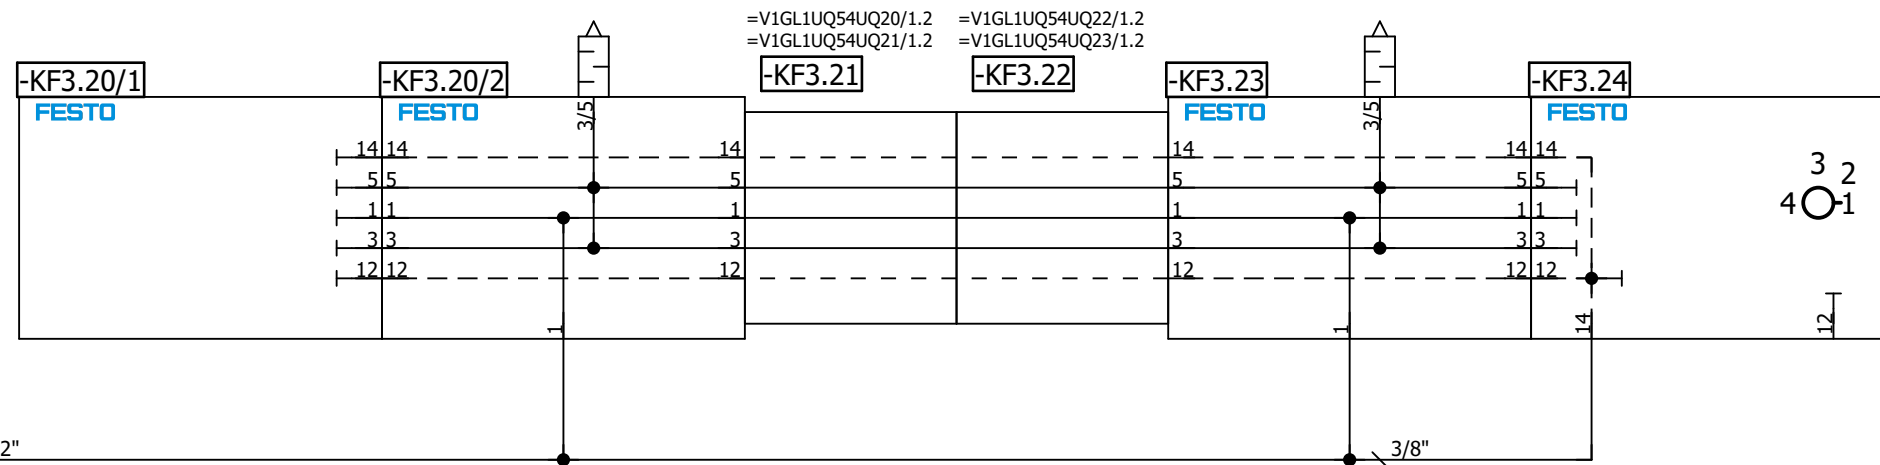 =V1GL1UQ54UQ20/1.2 =V1GL1UQ54UQ22/1.2
=V1GL1UQ54UQ21/1.2 =V1GL1UQ54UQ23/1.2
-KF3.20/1 -KF3.20/2 -KF3.21 -KF3.22 -KF3.23 -KF3.24
FESTO FESTO FESTO FESTO
3/5 3/5
14 14 14 14 14 14
5 5 5 5 5 5
1 1 1 1 1 1
3 3 3 3 3 3
12 12 12 12 12 12
3 2
4 1
1 1 14 12
2" 3/8"